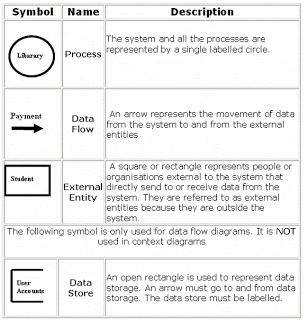 Symbol Name Description
Libarary
Process
The system and all the processes are
represented by a single labelled circle.
Payment
Data
Flow
An arrow represents the movement of data
from the system to and from the external
entities
Student
External
Entity
A square or rectangle represents people or
organisations external to the system that
directly send to or receive data from the
system. They are referred to as external
entities because they are outside the
system.
The following symbol is only used for data flow diagrams. It is NOT
used in context diagrams
User
Accounts
Data
Store
An open rectangle is used to represent data
storage. An arrow must go to and from data
storage. The data store must be labelled.